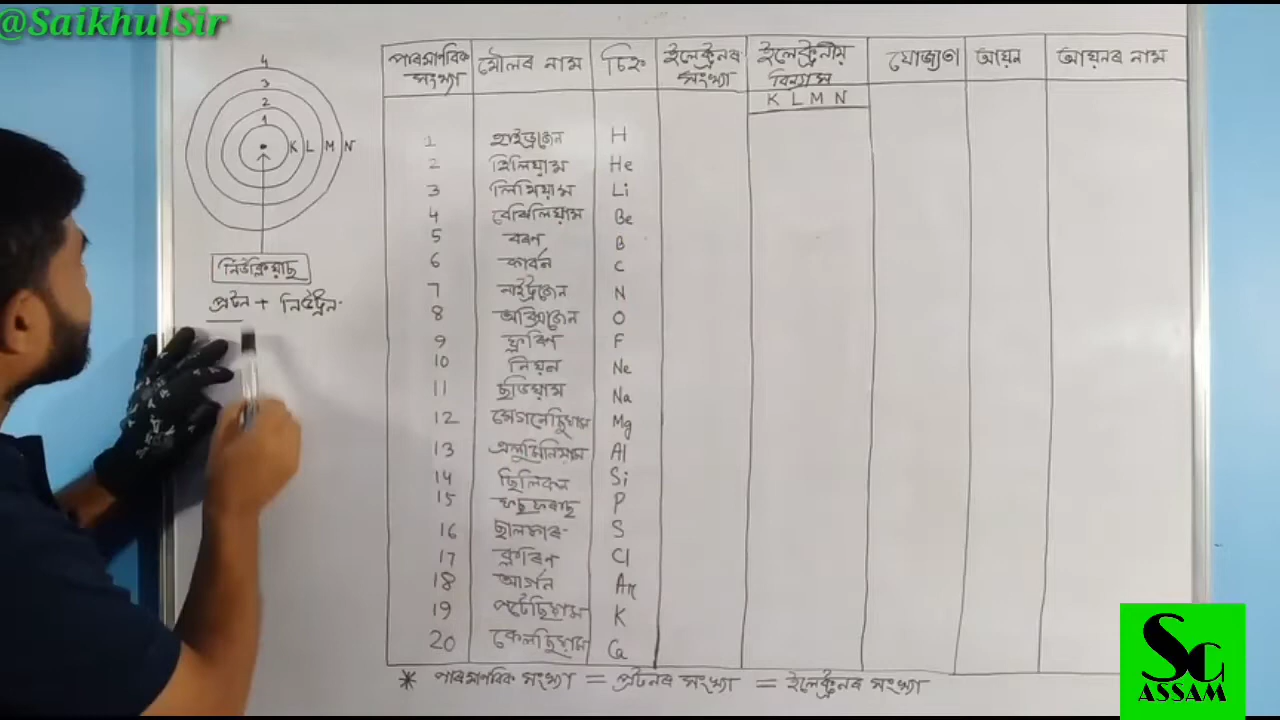 @SaikhulSir
4
3
2
1
K L M N
নিউক্লিয়াছ
প্ৰটন + নিউট্ৰন
পাৰমাণৱিক সংখ্যা মৌলৰ নাম চিহ্ন ইলেক্ট্ৰনৰ সংখ্যা ইলেক্ট্ৰনীয় বিন্যাস যোজ্যতা আয়ন আয়নৰ নাম
K L M N
1 হাইড্ৰজেন H
2 হিলিয়াম He
3 লিথিয়াম Li
4 বেৰিলিয়াম Be
5 বৰণ B
6 কাৰ্বন C
7 নাইট্ৰজেন N
8 অক্সিজেন O
9 ফ্লৰিণ F
10 নিয়ন Ne
11 ছডিয়াম Na
12 মেগনেছিয়াম Mg
13 এলুমিনিয়াম Al
14 ছিলিকন Si
15 ফছফৰাছ P
16 ছালফাৰ S
17 ক্লৰিণ Cl
18 আৰ্গন Ar
19 পটেছিয়াম K
20 কেলছিয়াম Ca
* পাৰমাণৱিক সংখ্যা = প্ৰটনৰ সংখ্যা = ইলেক্ট্ৰনৰ সংখ্যা
SG
ASSAM